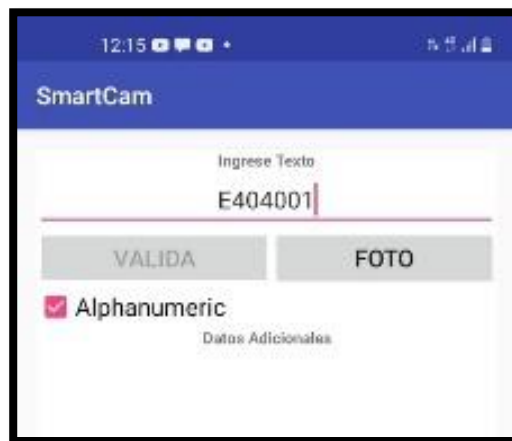 12:15
SmartCam
Ingrese Texto
E404001
VALIDA FOTO
Alphanumeric
Datos Adicionales